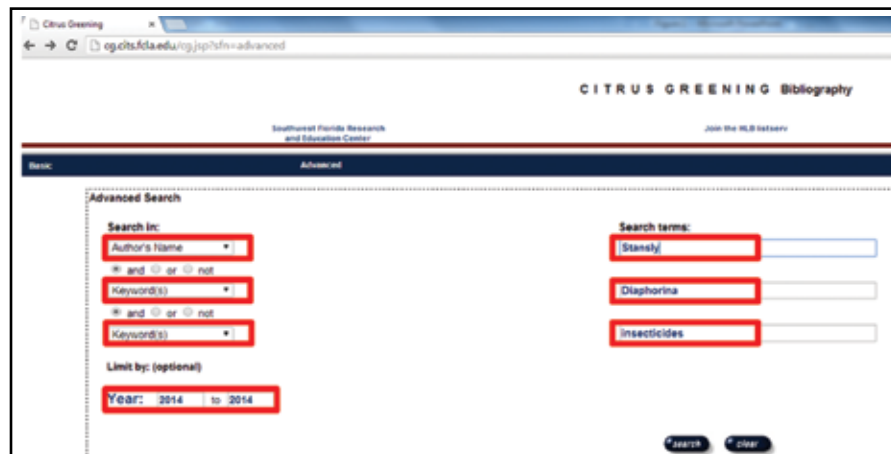 Citrus Greening
cg.cits.fcla.edu/cg.jsp?sfn=advanced
CITRUS GREENING Bibliography
Southwest Florida Research
and Education Center
Join the HLB listserv
Basic
Advanced
Advanced Search
Search in:
Search terms:
Author's Name
Stansly
and or not
Keyword(s)
Diaphorina
and or not
Keyword(s)
insecticides
Limit by: (optional)
Year: 2014 to 2014
search clear